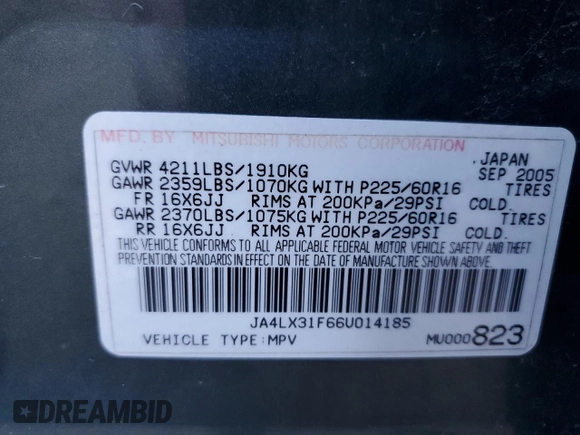 MFD. BY MITSUBISHI MOTORS CORPORATION
GVWR 4211LBS/1910KG JAPAN SEP 2005
GAWR 2359LBS/1070KG WITH P225/60R16 TIRES
FR 16X6JJ RIMS AT 200KPa/29PSI COLD.
GAWR 2370LBS/1075KG WITH P225/60R16 TIRES
RR 16X6JJ RIMS AT 200KPa/29PSI COLD.
THIS VEHICLE CONFORMS TO ALL APPLICABLE FEDERAL MOTOR VEHICLE SAFETY AND THEFT
PREVENTION STANDARDS IN EFFECT ON THE DATE OF MANUFACTURE SHOWN ABOVE.
JA4LX31F66U014185
VEHICLE TYPE:MPV MU000823
DREAMBID